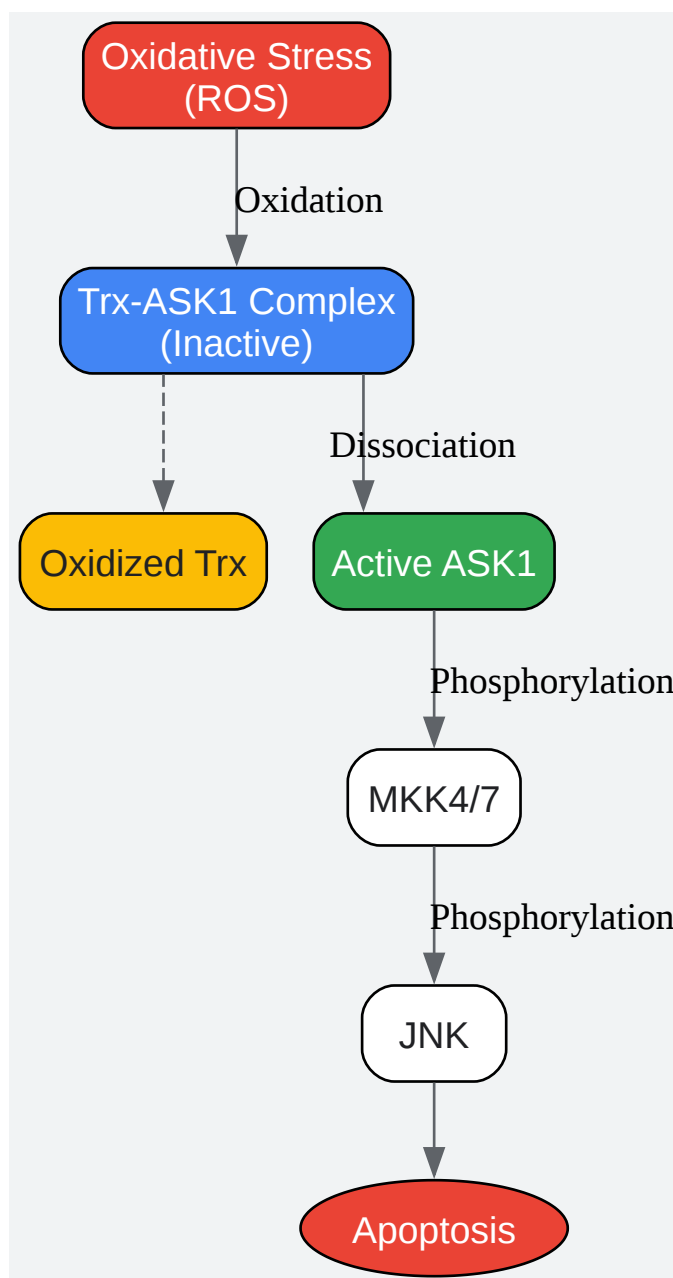 Oxidative Stress
(ROS)
Oxidation
Trx-ASK1 Complex
(Inactive)
Dissociation
Oxidized Trx
Active ASK1
Phosphorylation
MKK4/7
Phosphorylation
JNK
Apoptosis